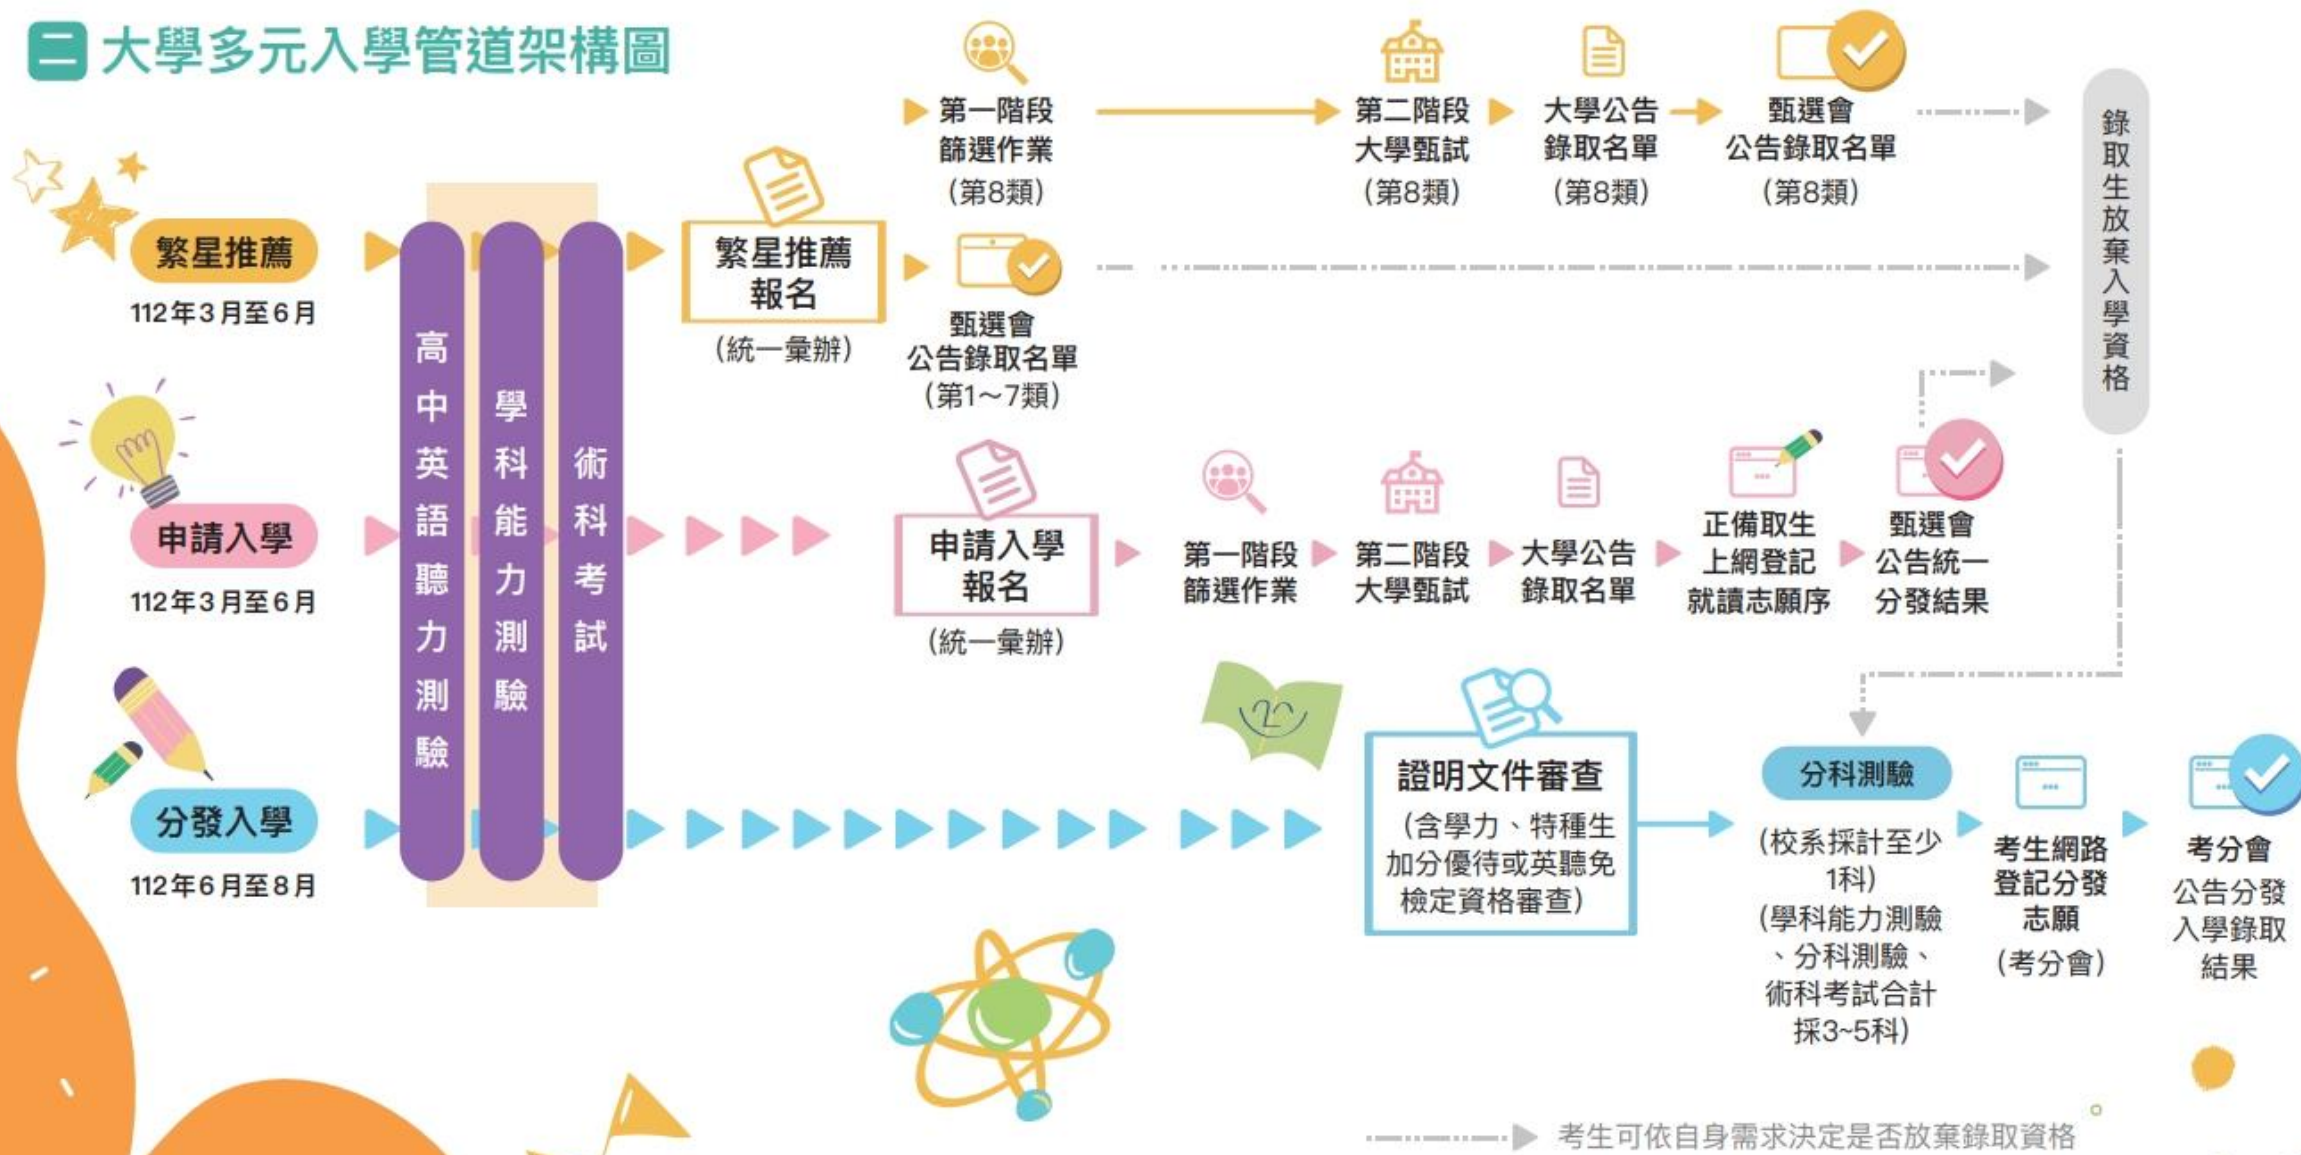 二 大學多元入學管道架構圖
繁星推薦
112年3月至6月
申請入學
112年3月至6月
分發入學
112年6月至8月
高中英語聽力測驗
學科能力測驗
術科考試
繁星推薦
報名
(統一彙辦)
第一階段
篩選作業
(第8類)
第二階段
大學甄試
(第8類)
大學公告
錄取名單
(第8類)
甄選會
公告錄取名單
(第8類)
甄選會
公告錄取名單
(第1～7類)
錄取生放棄入學資格
申請入學
報名
(統一彙辦)
第一階段
篩選作業
第二階段
大學甄試
大學公告
錄取名單
正備取生
上網登記
就讀志願序
甄選會
公告統一
分發結果
證明文件審查
(含學力、特種生
加分優待或英聽免
檢定資格審查)
分科測驗
(校系採計至少
1科)
(學科能力測驗
、分科測驗、
術科考試合計
採3~5科)
考生網路
登記分發
志願
(考分會)
考分會
公告分發
入學錄取
結果
考生可依自身需求決定是否放棄錄取資格